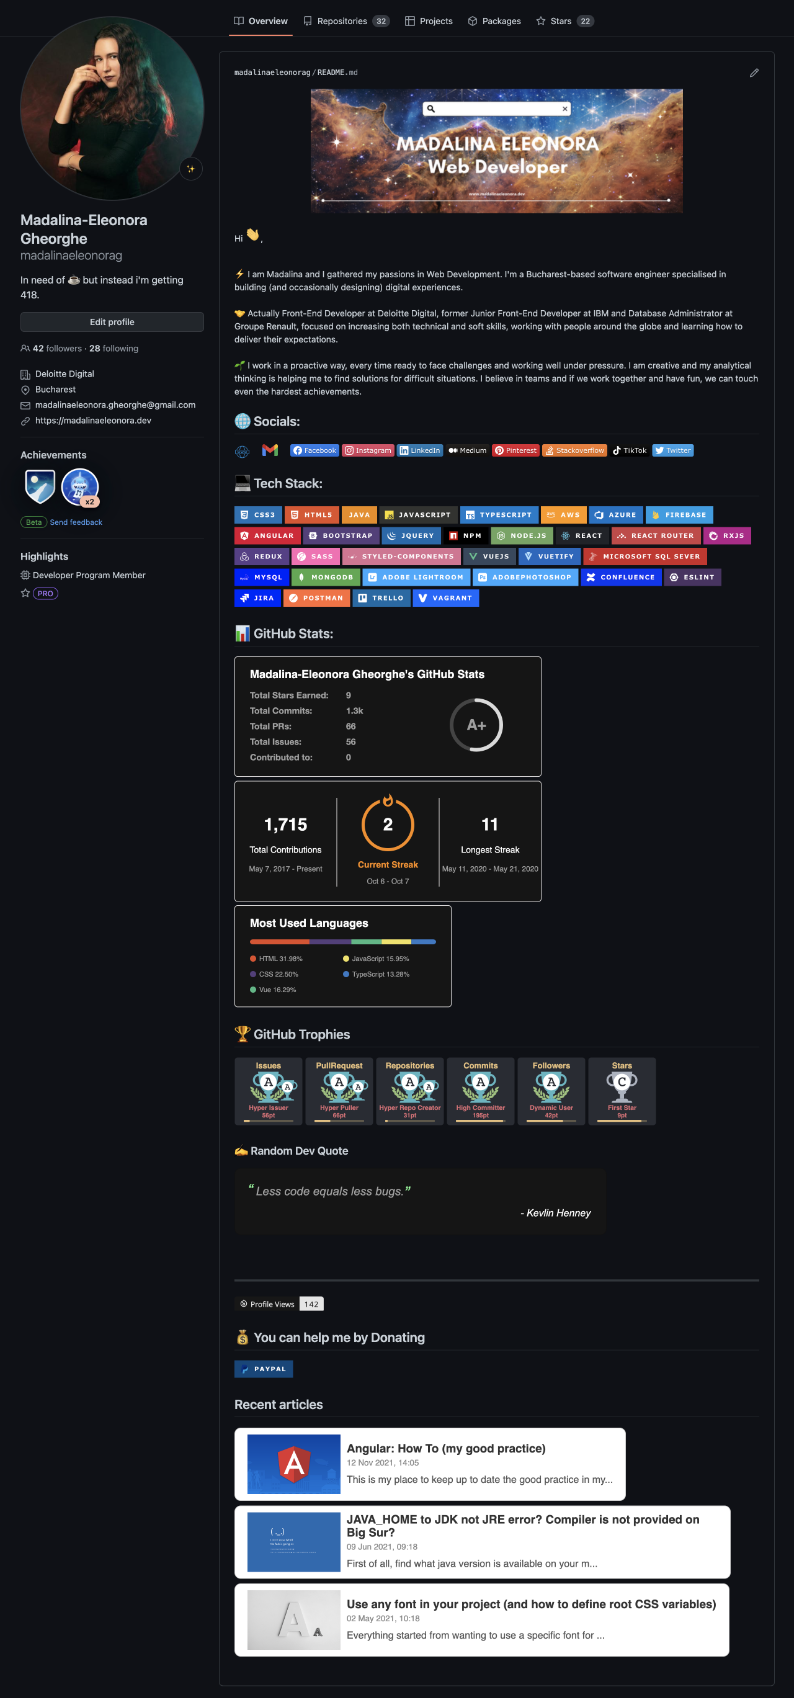 Overview Repositories 32 Projects Packages Stars 22
madalinaeleonorag/README.md
MADALINA ELEONORA
Web Developer
www.madalinaeleonora.dev
Madalina-Eleonora
Gheorghe
madalinaeleonorag
In need of ☕ but instead i'm getting
418.
Edit profile
42 followers · 28 following
Deloitte Digital
Bucharest
madalinaeleonora.gheorghe@gmail.com
https://madalinaeleonora.dev
Achievements
x2
Beta Send feedback
Highlights
Developer Program Member
PRO
Hi 👋,
⚡ I am Madalina and I gathered my passions in Web Development. I'm a Bucharest-based software engineer specialised in
building (and occasionally designing) digital experiences.
🤝 Actually Front-End Developer at Deloitte Digital, former Junior Front-End Developer at IBM and Database Administrator at
Groupe Renault, focused on increasing both technical and soft skills, working with people around the globe and learning how to
deliver their expectations.
🌱 I work in a proactive way, every time ready to face challenges and working well under pressure. I am creative and my analytical
thinking is helping me to find solutions for difficult situations. I believe in teams and if we work together and have fun, we can touch
even the hardest achievements.
🌐 Socials:
Facebook Instagram LinkedIn Medium Pinterest Stackoverflow TikTok Twitter
💻 Tech Stack:
CSS3 HTML5 JAVA JAVASCRIPT TYPESCRIPT AWS AZURE FIREBASE
ANGULAR BOOTSTRAP JQUERY NPM NODE.JS REACT REACT ROUTER RXJS
REDUX SASS STYLED-COMPONENTS VUEJS VUETIFY MICROSOFT SQL SEVER
MYSQL MONGODB ADOBE LIGHTROOM ADOBEPHOTOSHOP CONFLUENCE ESLINT
JIRA POSTMAN TRELLO VAGRANT
📊 GitHub Stats:
Madalina-Eleonora Gheorghe's GitHub Stats
Total Stars Earned: 9
Total Commits: 1.3k
Total PRs: 66
Total Issues: 56
Contributed to: 0
A+
1,715
Total Contributions
May 7, 2017 - Present
2
Current Streak
Oct 6 - Oct 7
11
Longest Streak
May 11, 2020 - May 21, 2020
Most Used Languages
HTML 31.98% JavaScript 15.95%
CSS 22.50% TypeScript 13.28%
Vue 16.29%
🏆 GitHub Trophies
Issues PullRequest Repositories Commits Followers Stars
A A A A A A A A C
Hyper Issuer Hyper Puller Hyper Repo Creator High Committer Dynamic User First Star
56pt 66pt 31pt 195pt 42pt 9pt
✍️ Random Dev Quote
“ Less code equals less bugs.”
- Kevlin Henney
Profile Views 142
💰 You can help me by Donating
PAYPAL
Recent articles
Angular: How To (my good practice)
12 Nov 2021, 14:05
This is my place to keep up to date the good practice in my...
JAVA_HOME to JDK not JRE error? Compiler is not provided on
Big Sur?
09 Jun 2021, 09:18
First of all, find what java version is available on your m...
Use any font in your project (and how to define root CSS variables)
02 May 2021, 10:18
Everything started from wanting to use a specific font for ...